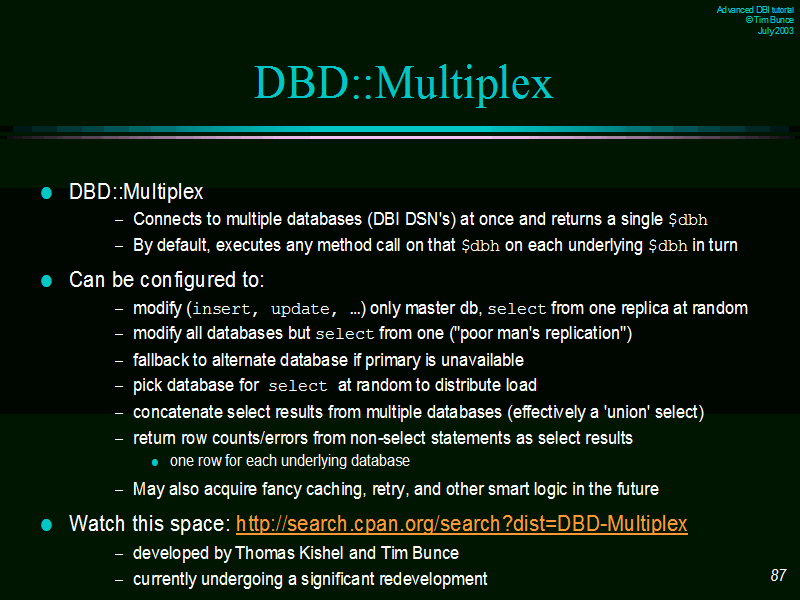 Advanced DBI tutorial
© Tim Bunce
July 2003
DBD::Multiplex
DBD::Multiplex
– Connects to multiple databases (DBI DSN's) at once and returns a single $dbh
– By default, executes any method call on that $dbh on each underlying $dbh in turn
Can be configured to:
– modify (insert, update, …) only master db, select from one replica at random
– modify all databases but select from one ("poor man's replication")
– fallback to alternate database if primary is unavailable
– pick database for select at random to distribute load
– concatenate select results from multiple databases (effectively a 'union' select)
– return row counts/errors from non-select statements as select results
one row for each underlying database
– May also acquire fancy caching, retry, and other smart logic in the future
Watch this space: http://search.cpan.org/search?dist=DBD-Multiplex
– developed by Thomas Kishel and Tim Bunce
– currently undergoing a significant redevelopment
87